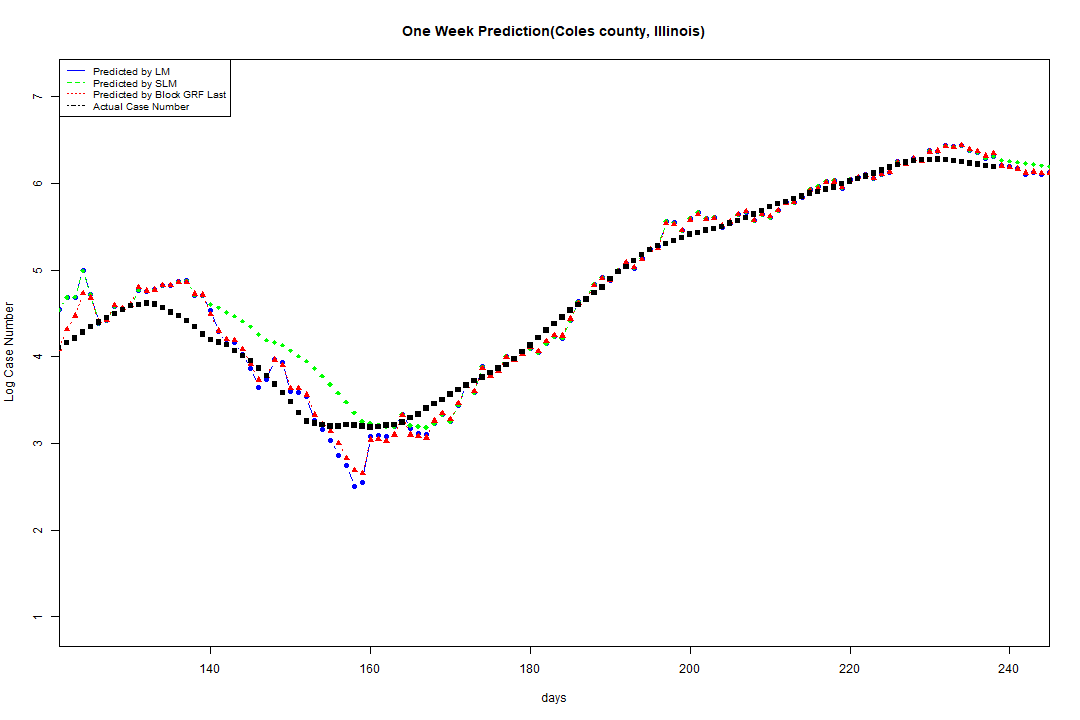 One Week Prediction(Coles county, Illinois)
Predicted by LM
Predicted by SLM
Predicted by Block GRF Last
Actual Case Number
7
6
5
4
3
2
1
Log Case Number
140 160 180 200 220 240
days